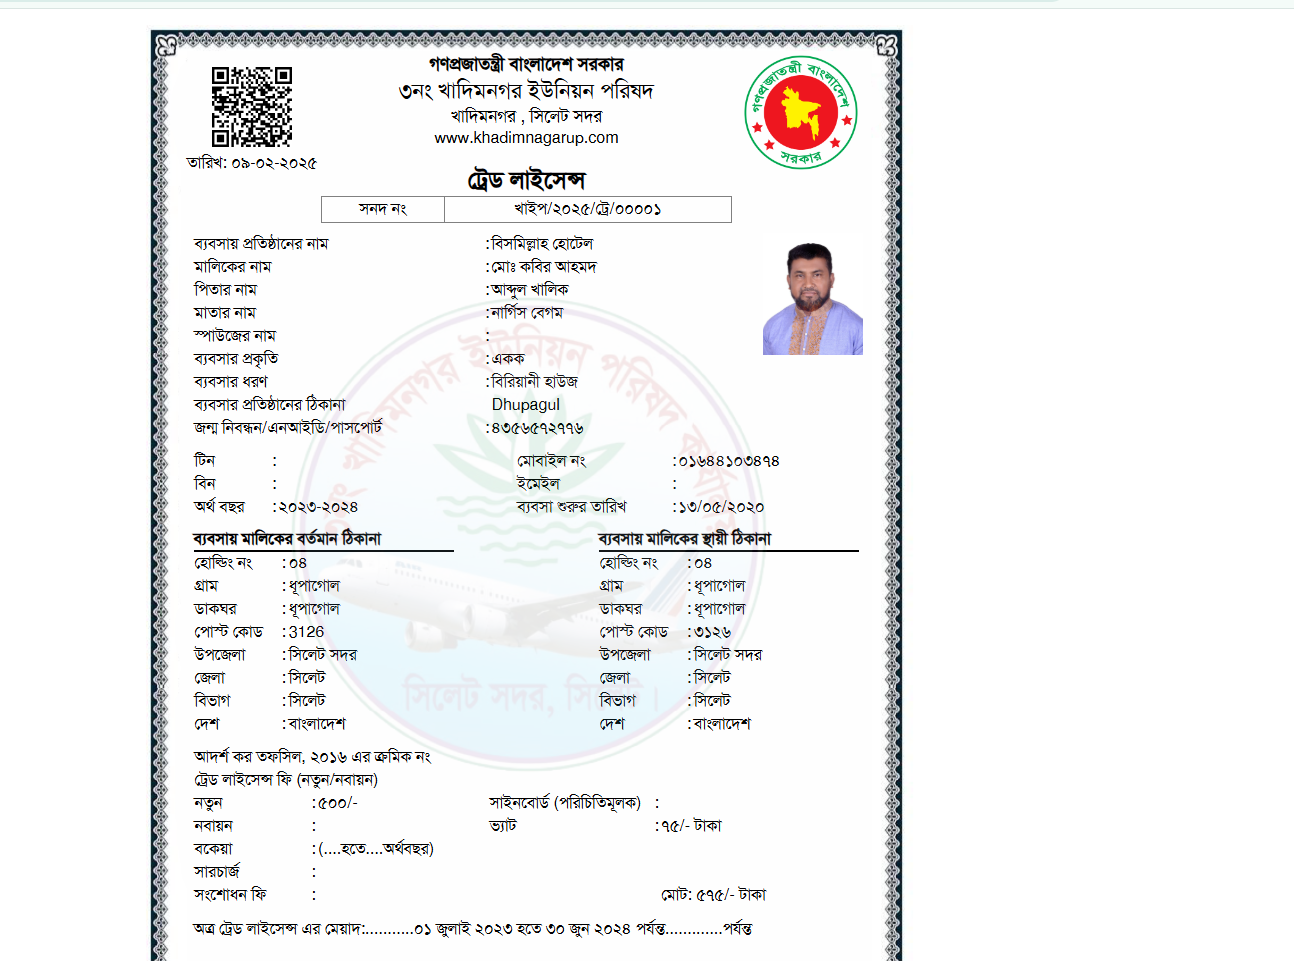 গণপ্রজাতন্ত্রী বাংলাদেশ সরকার
৩নং খাদিমনগর ইউনিয়ন পরিষদ
খাদিমনগর , সিলেট সদর
www.khadimnagarup.com
গণপ্রজাতন্ত্রী বাংলাদেশ
সরকার
তারিখ: ০৯-০২-২০২৫
ট্রেড লাইসেন্স
সনদ নং খাইপ/২০২৫/ট্রে/০০০০১
ব্যবসায় প্রতিষ্ঠানের নাম :বিসমিল্লাহ হোটেল
মালিকের নাম :মোঃ কবির আহমদ
পিতার নাম :আব্দুল খালিক
মাতার নাম :নার্গিস বেগম
স্পাউজের নাম :
ব্যবসার প্রকৃতি :একক
ব্যবসার ধরণ :বিরিয়ানী হাউজ
ব্যবসার প্রতিষ্ঠানের ঠিকানা Dhupagul
জন্ম নিবন্ধন/এনআইডি/পাসপোর্ট :৪৩৫৬৫৭২৭৭৬
টিন : মোবাইল নং :০১৬৪৪১০৩৪৭৪
বিন : ইমেইল :
অর্থ বছর :২০২৩-২০২৪ ব্যবসা শুরুর তারিখ :১৩/০৫/২০২০
ব্যবসায় মালিকের বর্তমান ঠিকানা ব্যবসায় মালিকের স্থায়ী ঠিকানা
হোল্ডিং নং :০৪ হোল্ডিং নং :০৪
গ্রাম :ধূপাগোল গ্রাম :ধূপাগোল
ডাকঘর :ধূপাগোল ডাকঘর :ধূপাগোল
পোস্ট কোড :3126 পোস্ট কোড :৩১২৬
উপজেলা :সিলেট সদর উপজেলা :সিলেট সদর
জেলা :সিলেট জেলা :সিলেট
বিভাগ :সিলেট বিভাগ :সিলেট
দেশ :বাংলাদেশ দেশ :বাংলাদেশ
নং খাদিমনগর ইউনিয়ন পরিষদ
সিলেট সদর,
আদর্শ কর তফসিল, ২০১৬ এর ক্রমিক নং
ট্রেড লাইসেন্স ফি (নতুন/নবায়ন)
নতুন :৫০০/- সাইনবোর্ড (পরিচিতিমূলক) :
নবায়ন : ভ্যাট :৭৫/- টাকা
বকেয়া :(....হতে....অর্থবছর)
সারচার্জ :
সংশোধন ফি : মোট: ৫৭৫/- টাকা
অত্র ট্রেড লাইসেন্স এর মেয়াদ:...........০১ জুলাই ২০২৩ হতে ৩০ জুন ২০২৪ পর্যন্ত.............পর্যন্ত